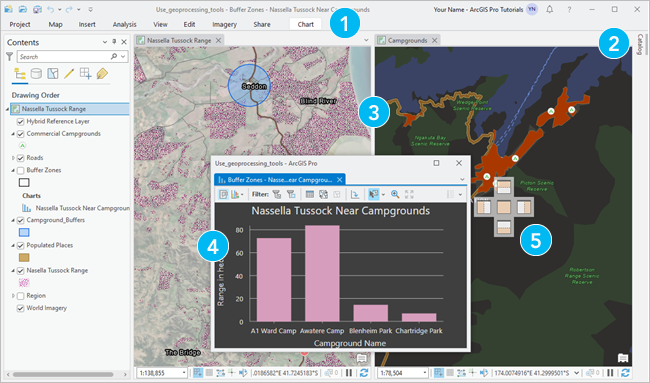 Use_geoprocessing_tools - Buffer Zones - Nassella Tussock Near Campgrounds
Your Name - ArcGIS Pro Tutorials
YN
Project
Map
Insert
Analysis
View
Edit
Imagery
Share
Chart
1
2
Contents
Search
Drawing Order
Nassella Tussock Range
Hybrid Reference Layer
Commercial Campgrounds
Roads
Buffer Zones
Charts
Nassella Tussock Near Campground
Campground_Buffers
Populated Places
Nasella Tussock Range
Region
World Imagery
Nassella Tussock Range
Seddon
Blind River
The Bridge
1:138,855
.0186582°E 41.7245183°S
3
Campgrounds
Catalog
Ngakuta Bay Scenic Reserve
Picton Scenic Reserve
Robertson Range Scenic Reserve
5
1:78,504
174.0074916°E 41.2999501°S
Use_geoprocessing_tools - ArcGIS Pro
Buffer Zones - Nasse...ear Campgrou...
Filter:
4
Nassella Tussock Near Campgrounds
Range in he
80
60
40
20
0
A1 Ward Camp
Awatere Camp
Blenheim Park
Chartridge Park
Campground Name